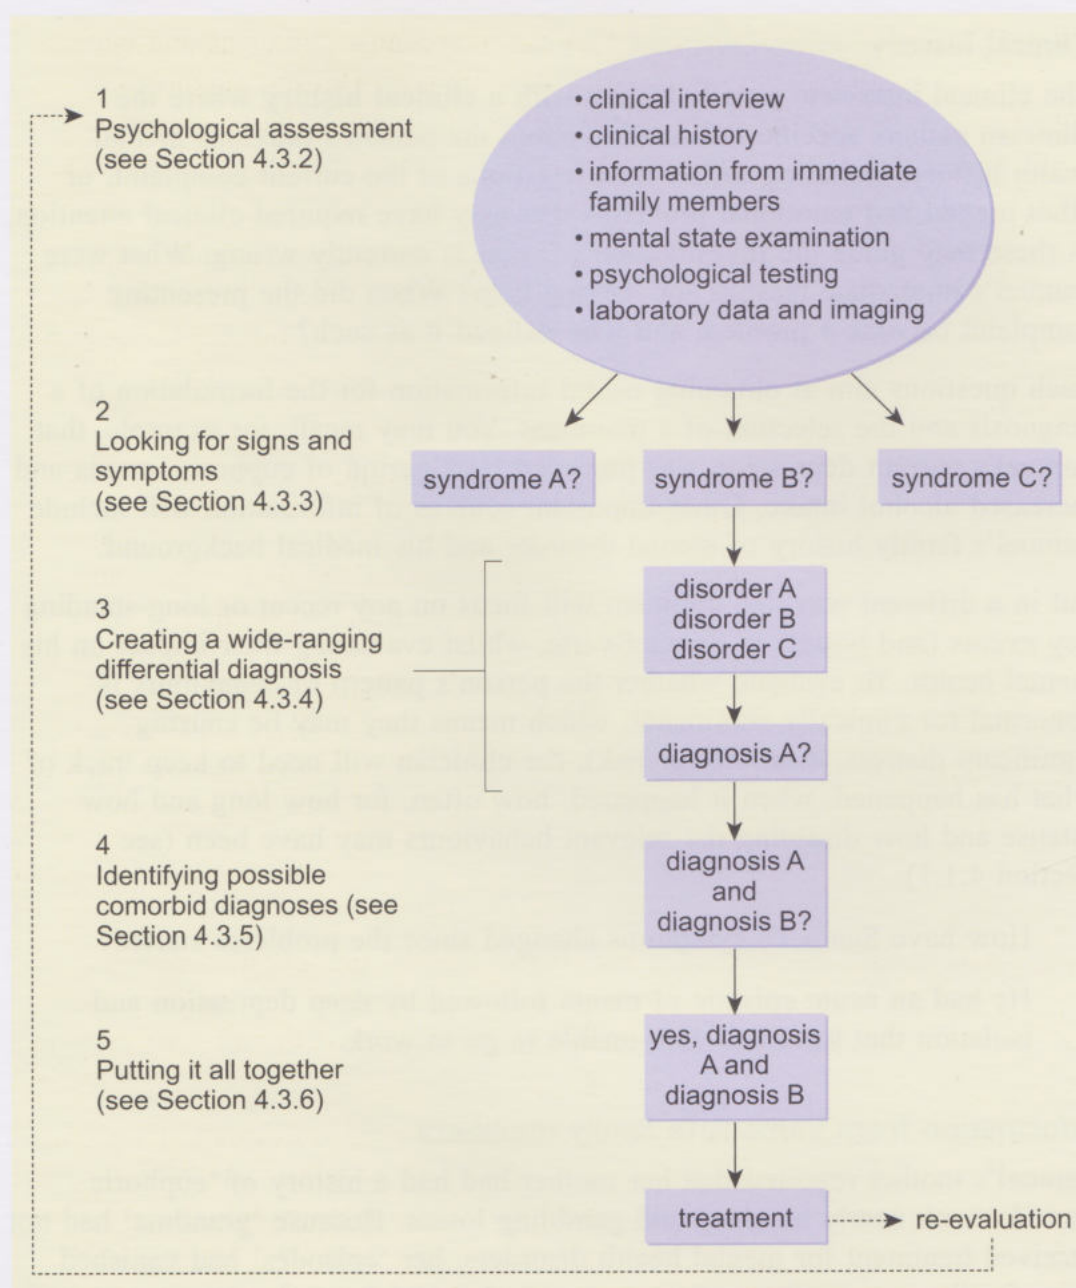 1
Psychological assessment
(see Section 4.3.2)
• clinical interview
• clinical history
• information from immediate
family members
• mental state examination
• psychological testing
• laboratory data and imaging
2
Looking for signs and
symptoms
(see Section 4.3.3)
syndrome A?
syndrome B?
syndrome C?
3
Creating a wide-ranging
differential diagnosis
(see Section 4.3.4)
disorder A
disorder B
disorder C
diagnosis A?
4
Identifying possible
comorbid diagnoses (see
Section 4.3.5)
diagnosis A
and
diagnosis B?
5
Putting it all together
(see Section 4.3.6)
yes, diagnosis
A and
diagnosis B
treatment
re-evaluation